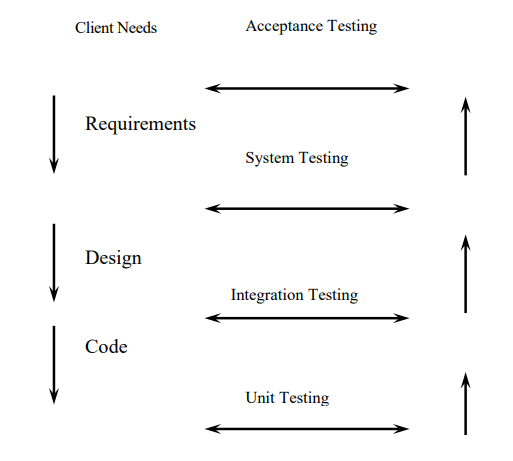 Client Needs
Acceptance Testing
Requirements
System Testing
Design
Integration Testing
Code
Unit Testing